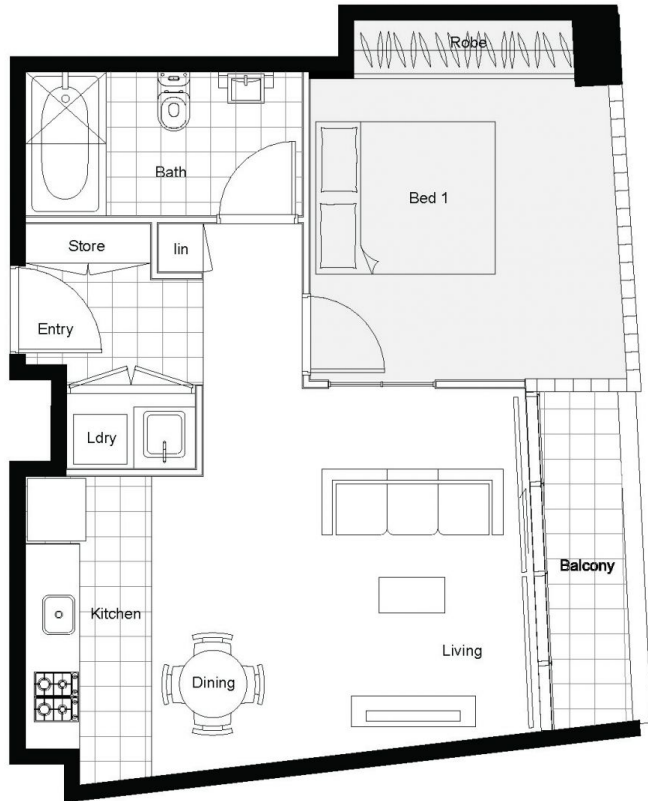 Robe
Bath
Bed 1
Store
lin
Entry
Ldry
Balcony
Kitchen
Living
Dining